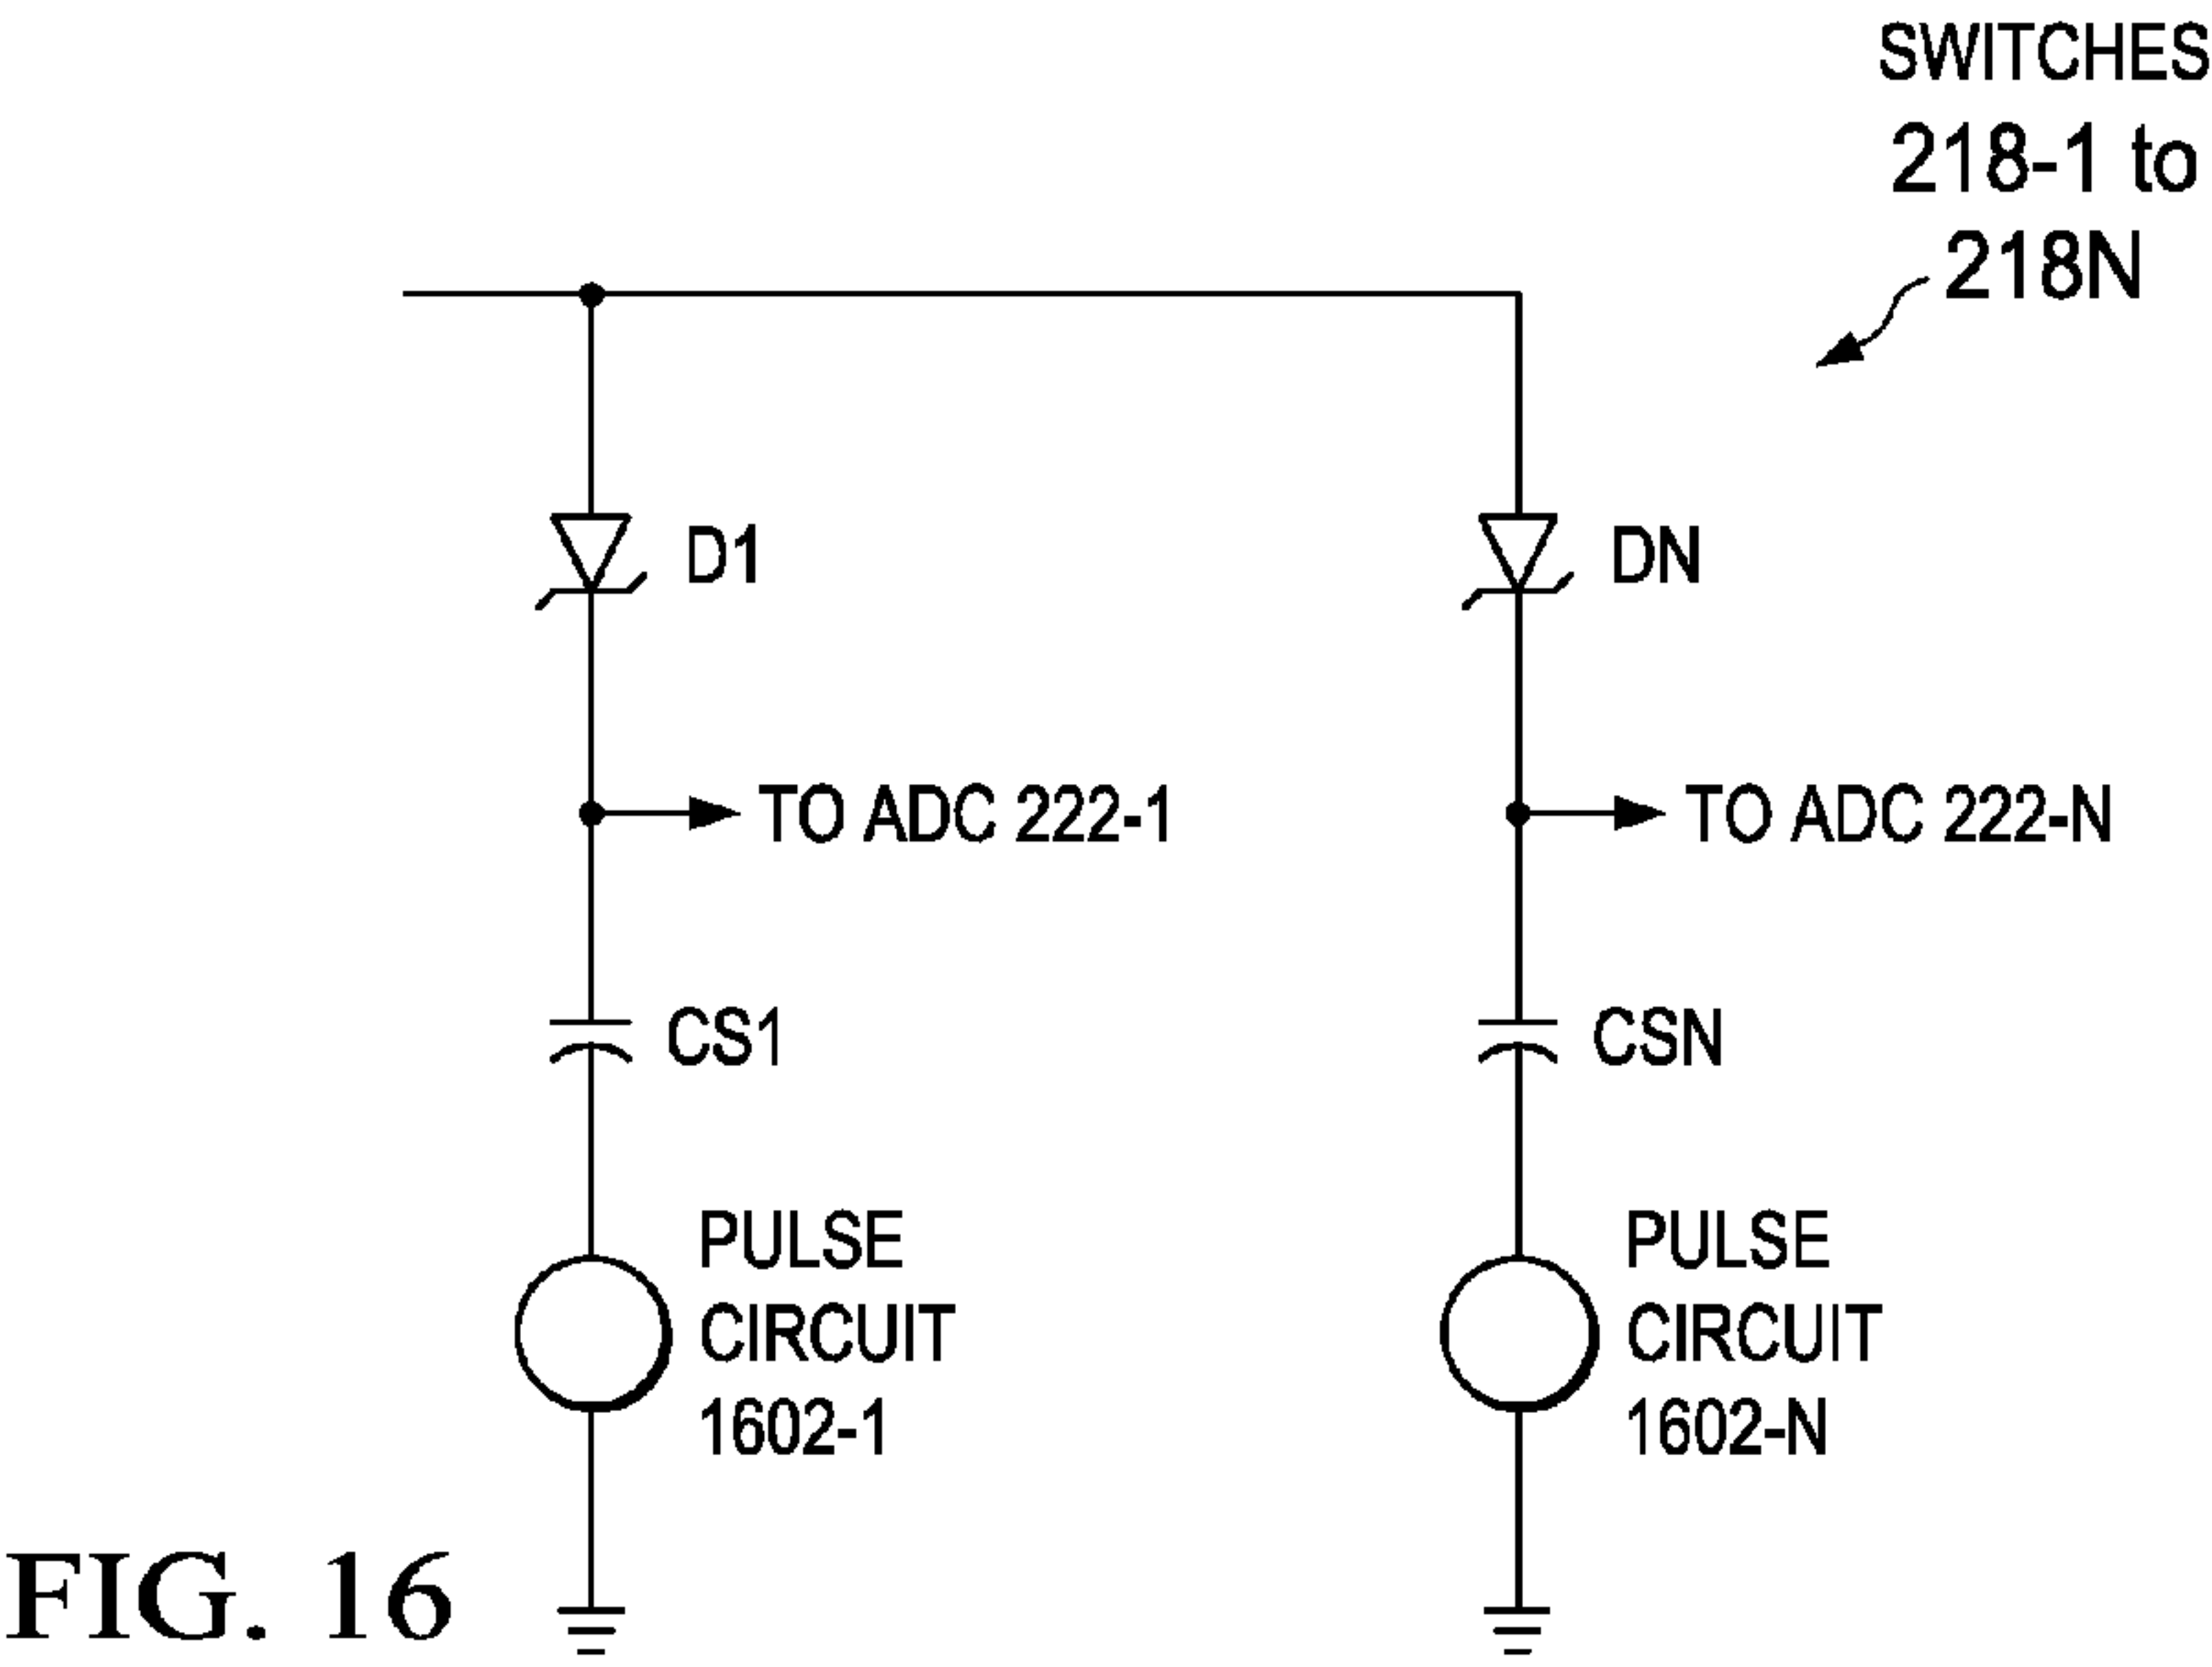 SWITCHES
218-1 to
218N
D1
DN
TO ADC 222-1
TO ADC 222-N
CS1
CSN
PULSE
CIRCUIT
1602-1
PULSE
CIRCUIT
1602-N
FIG. 16